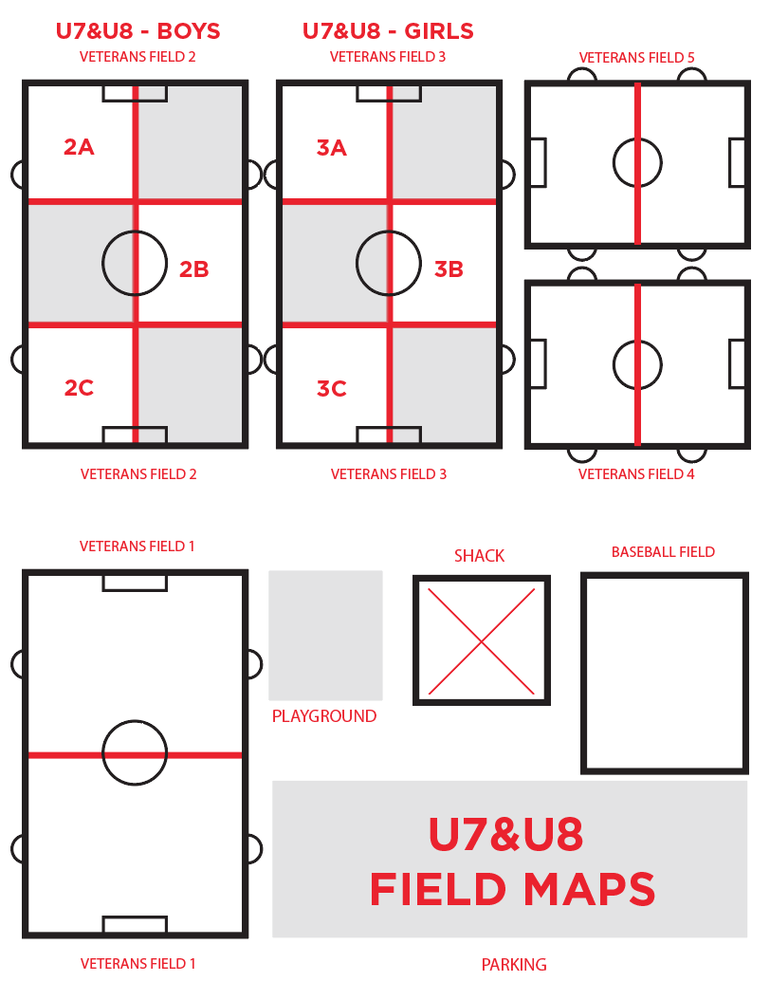 U7&U8 - BOYS
VETERANS FIELD 2
U7&U8 - GIRLS
VETERANS FIELD 3
VETERANS FIELD 5
2A
2B
2C
3A
3B
3C
VETERANS FIELD 2
VETERANS FIELD 3
VETERANS FIELD 4
VETERANS FIELD 1
SHACK
BASEBALL FIELD
PLAYGROUND
U7&U8
FIELD MAPS
VETERANS FIELD 1
PARKING